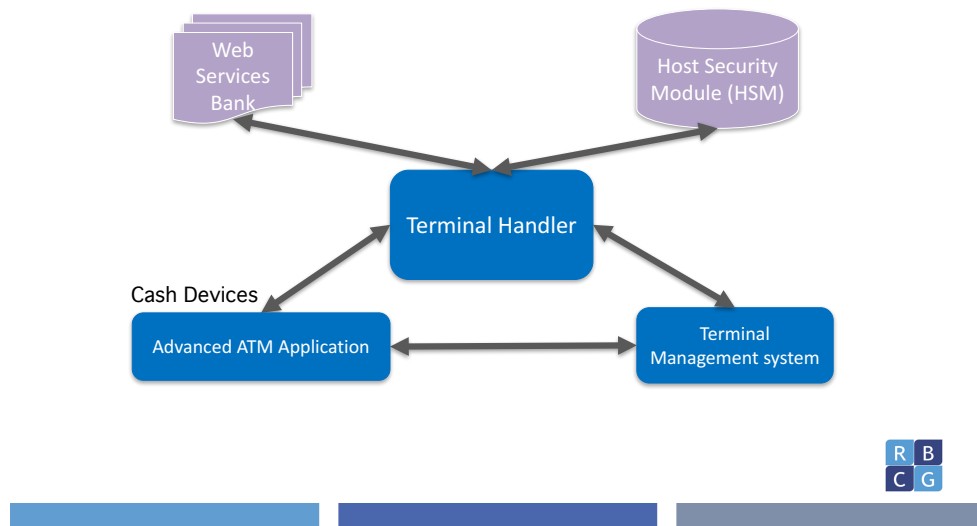 Web
Services
Bank
Host Security
Module (HSM)
Terminal Handler
Cash Devices
Advanced ATM Application
Terminal
Management system
R B
C G